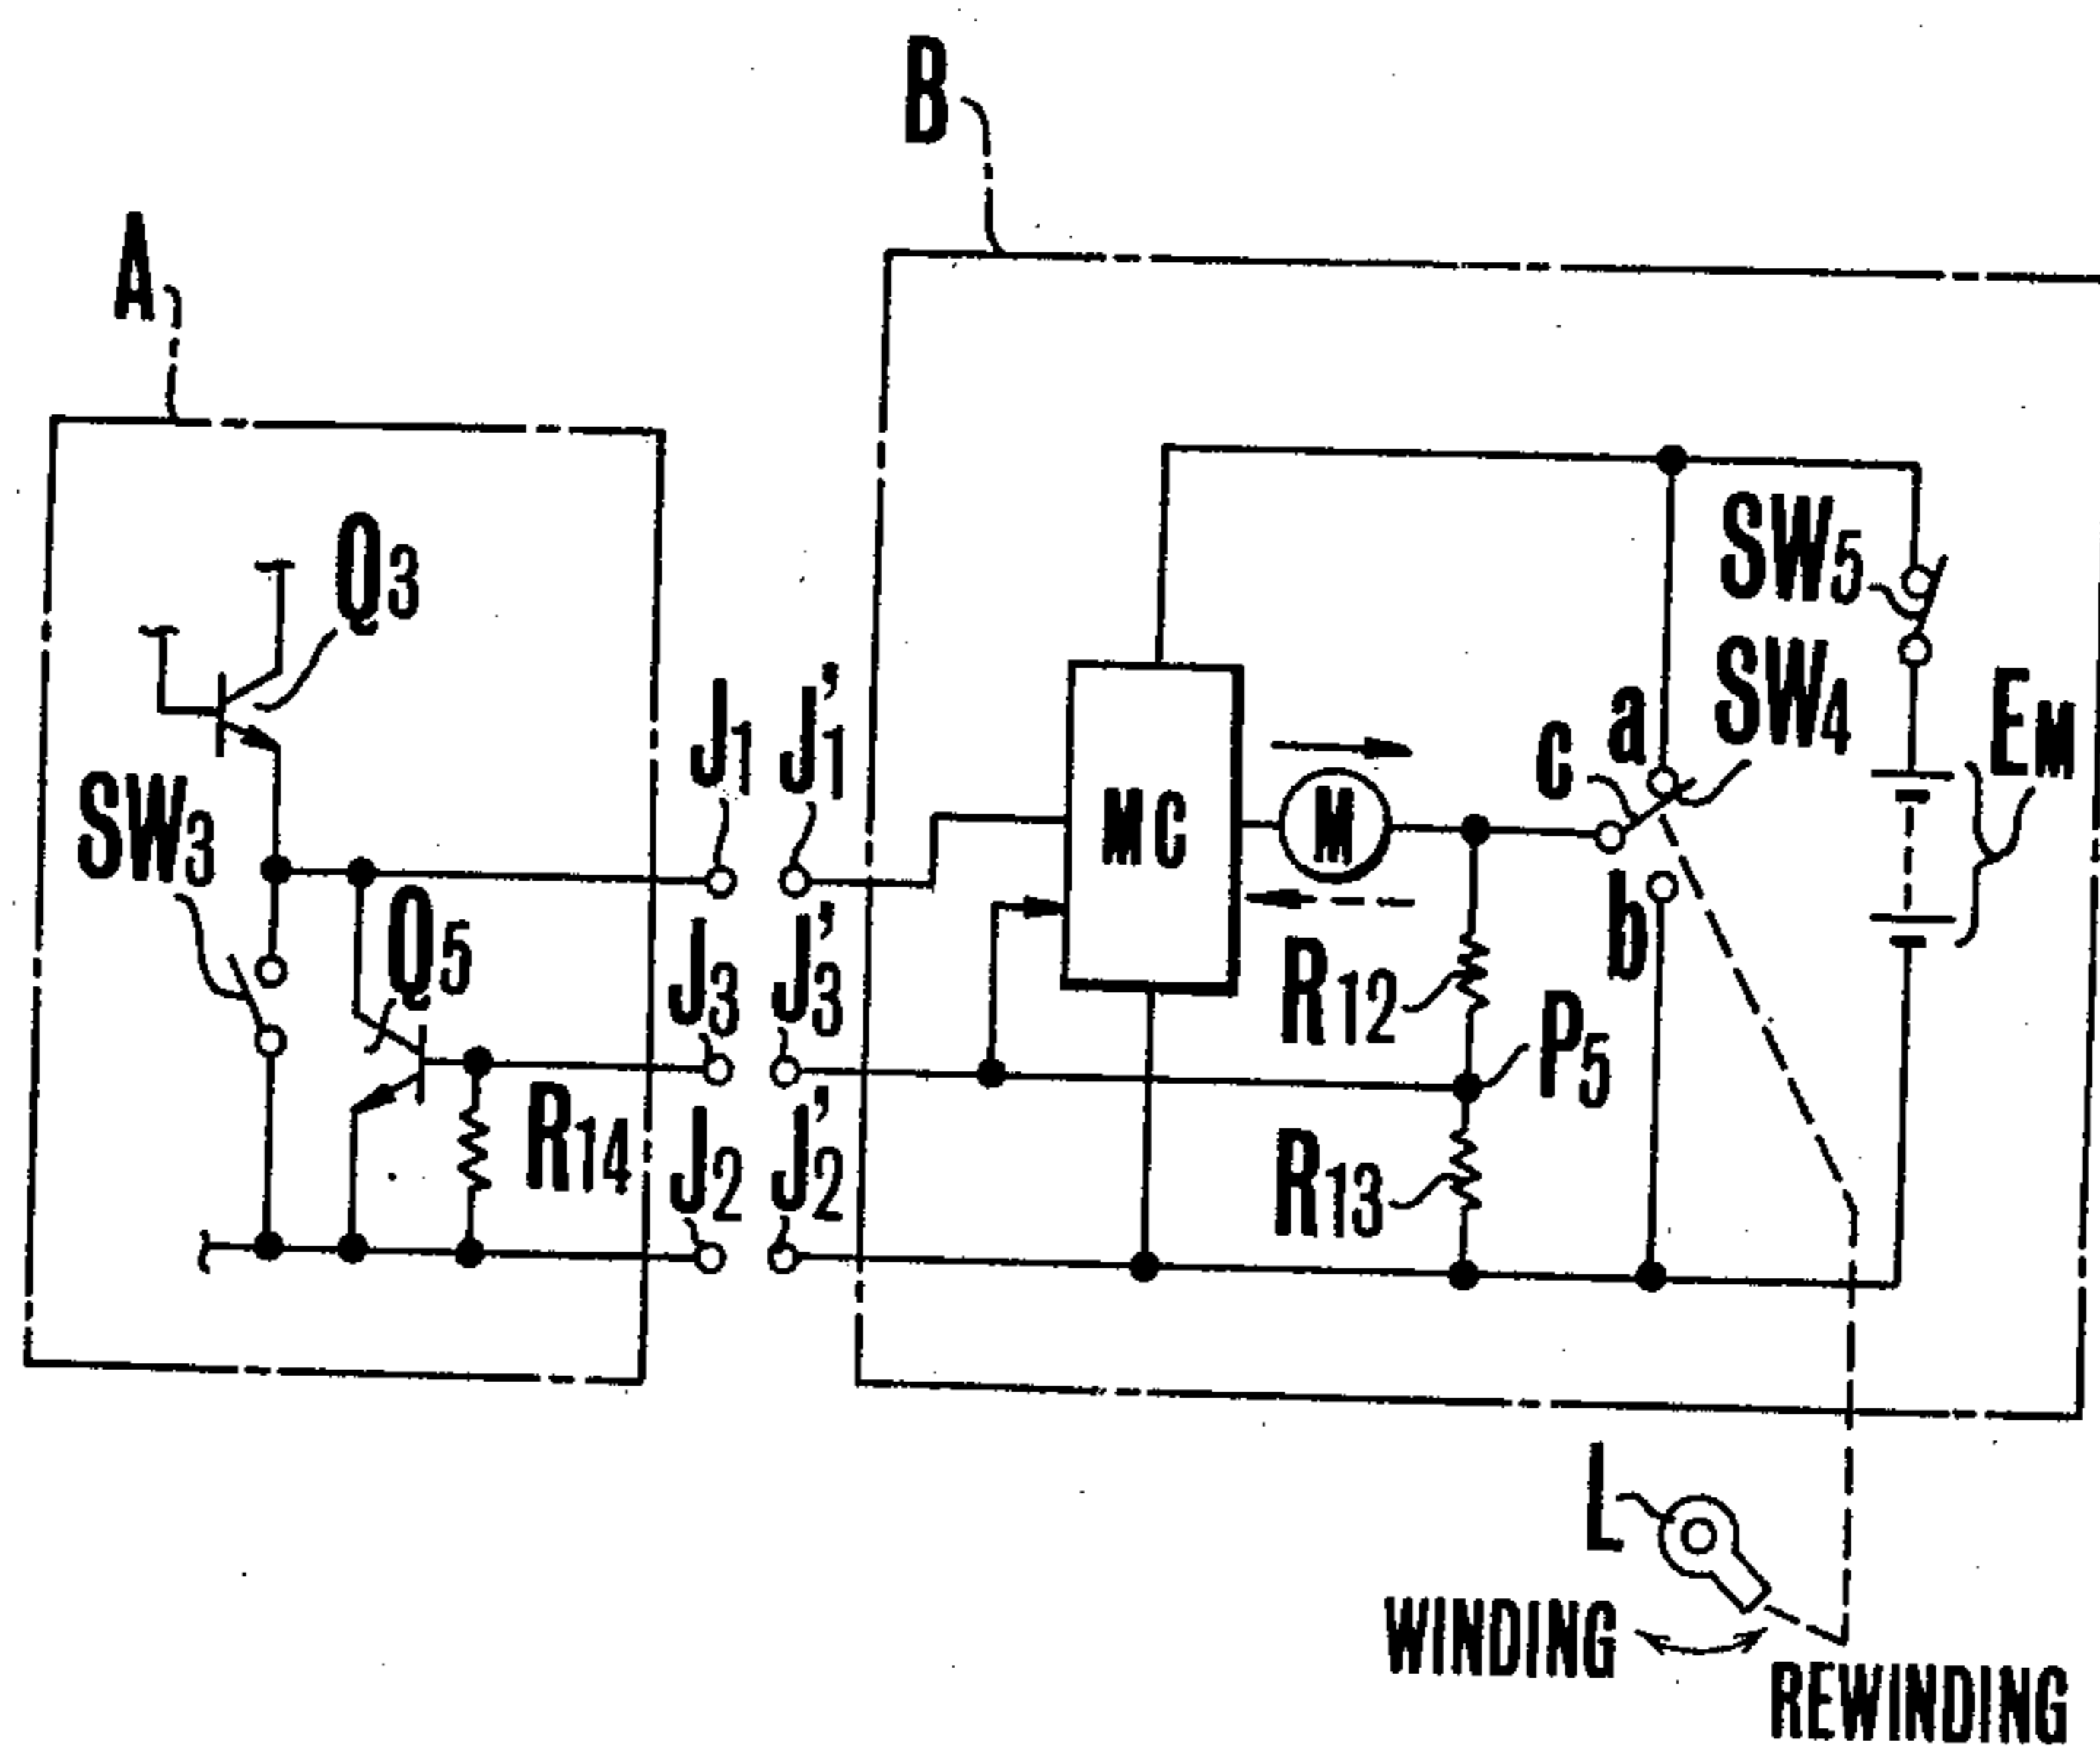 B
A
Q3
SW5
SW4
EM
J1 J'1
c a
SW3
MC M
b
Q5
J3 J'3
R12
P5
R14
J2 J'2
R13
L
WINDING
REWINDING